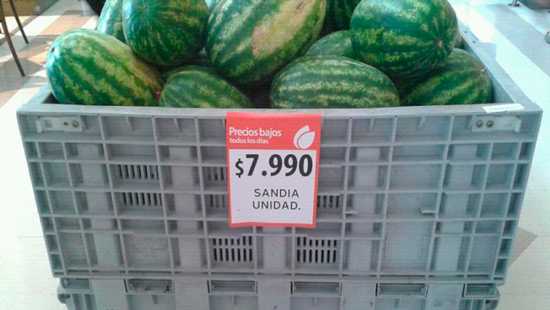 Precios bajos
todos los días
$7.990
SANDIA
UNIDAD.